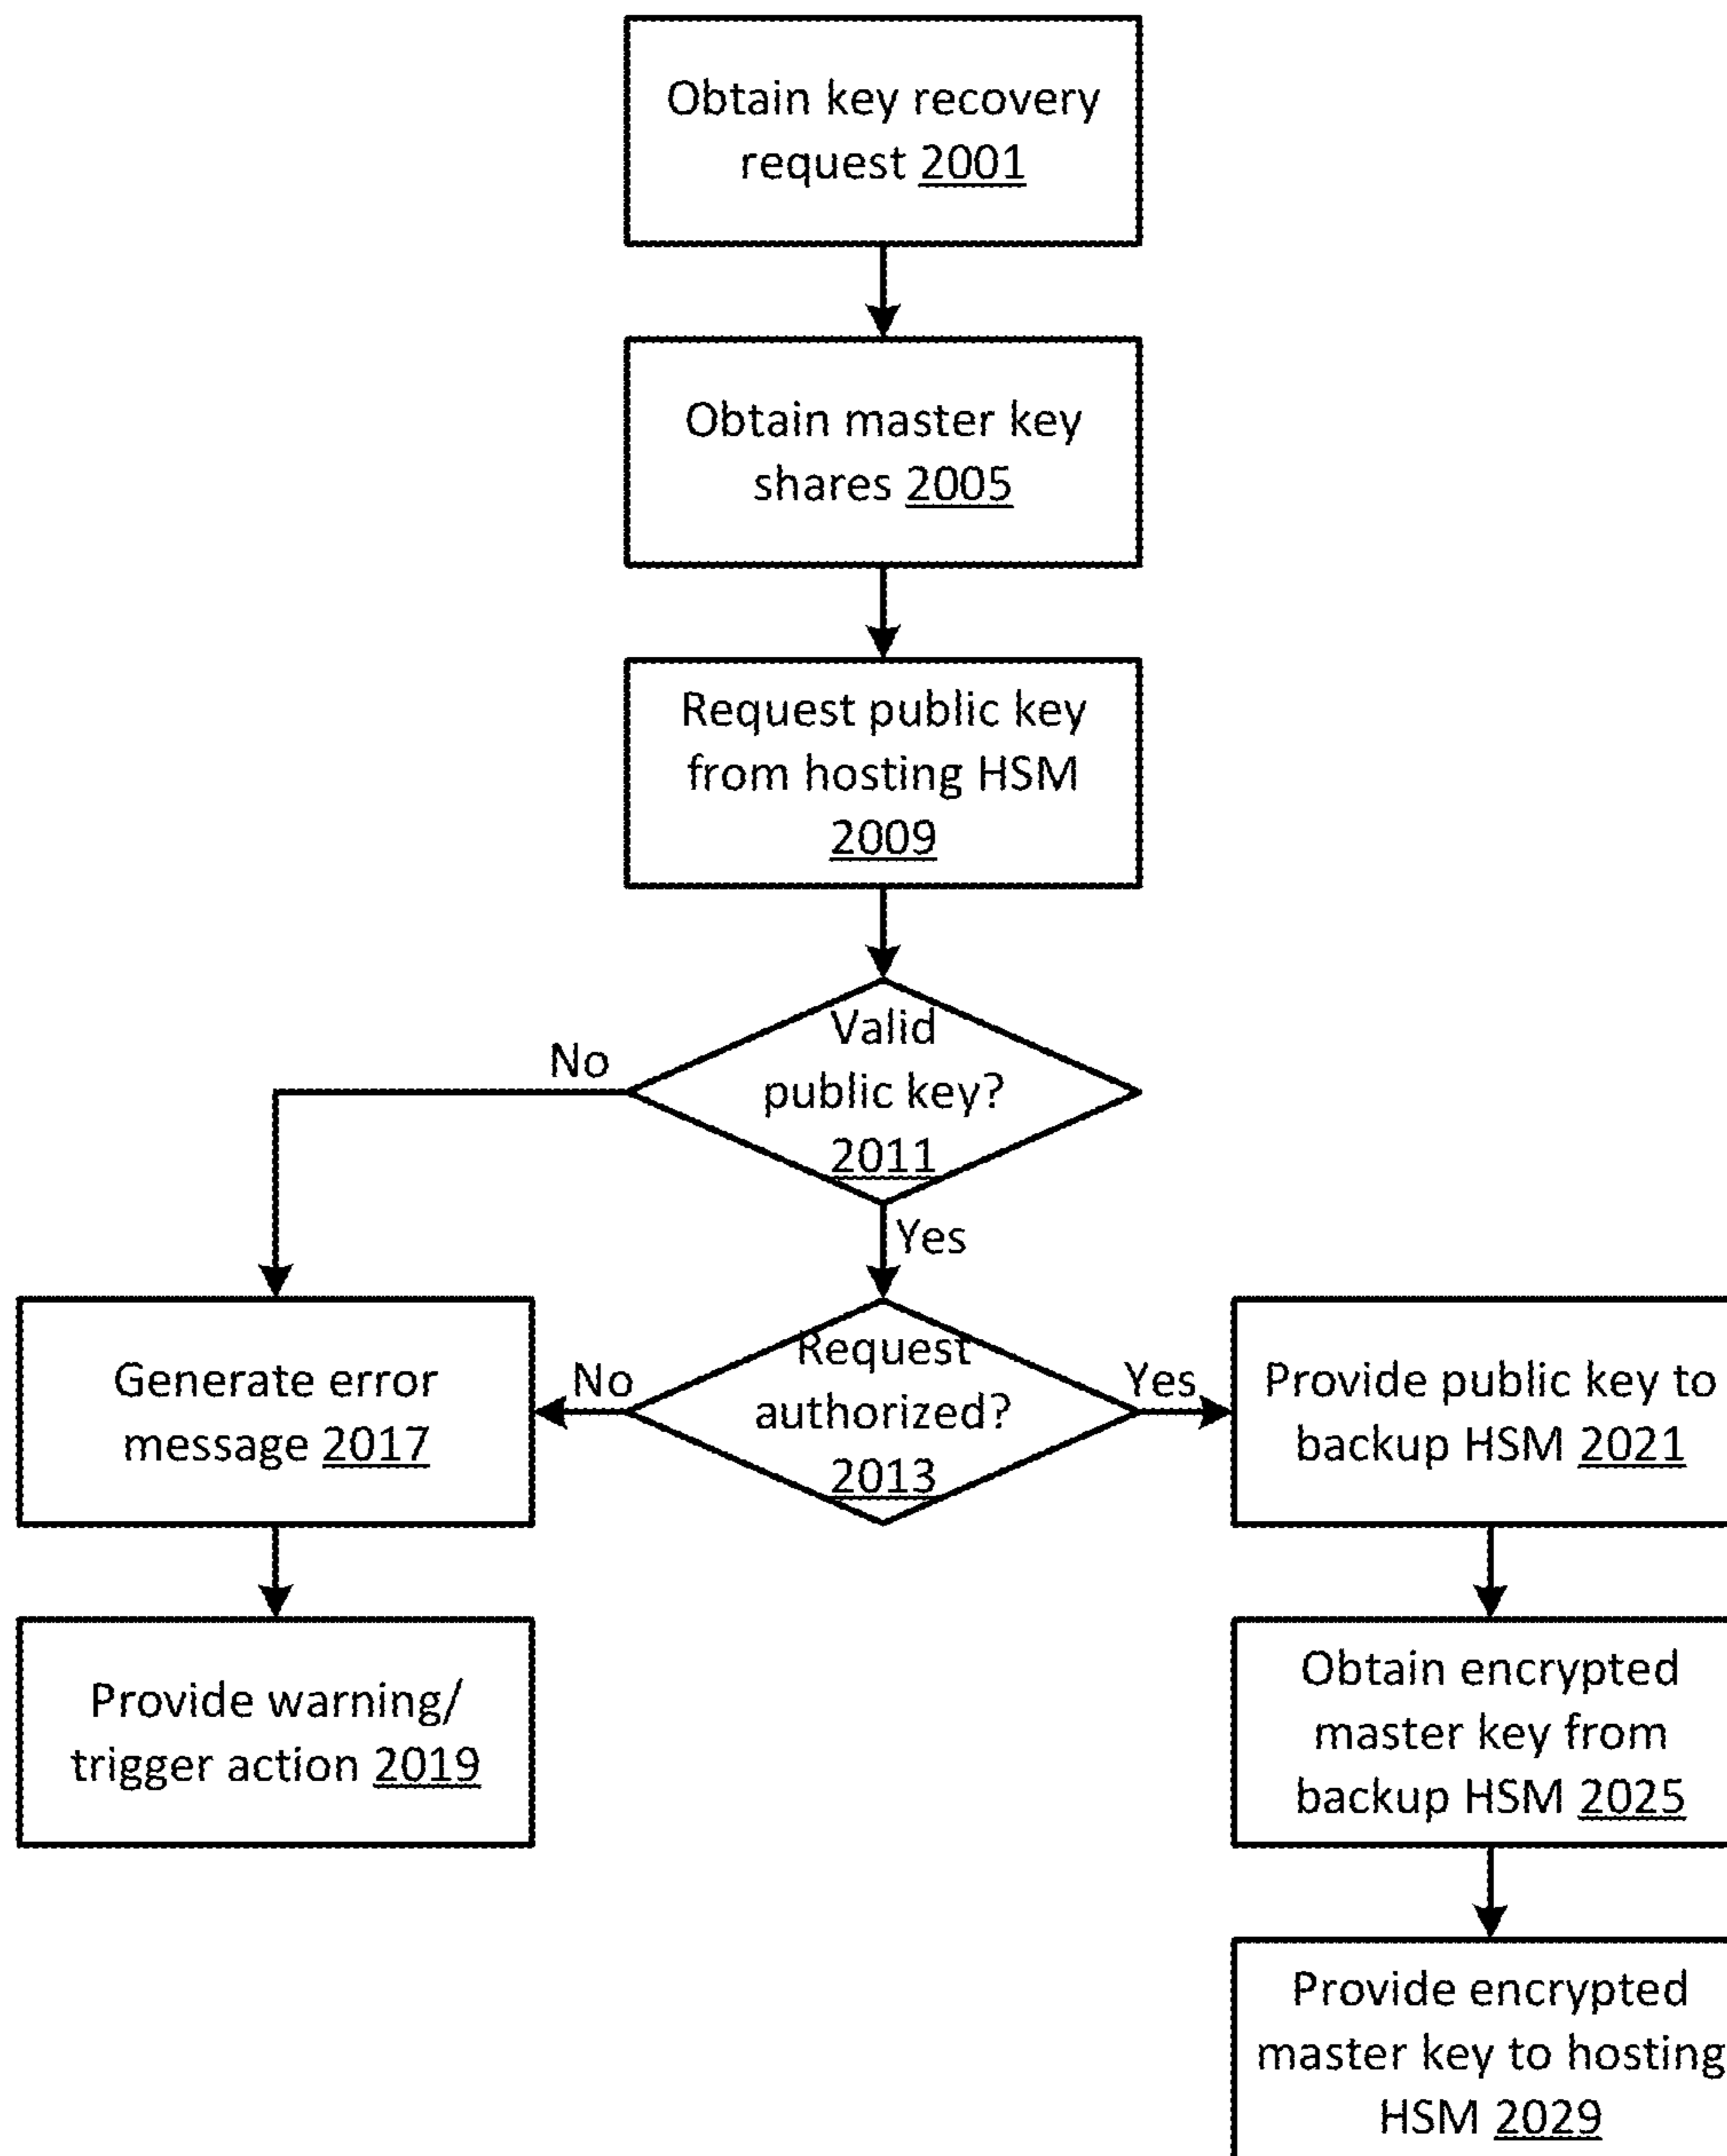 Obtain key recovery
request 2001
Obtain master key
shares 2005
Request public key
from hosting HSM
2009
Valid
public key?
2011
No
Yes
Generate error
message 2017
No
Request
authorized?
2013
Yes
Provide public key to
backup HSM 2021
Provide warning/
trigger action 2019
Obtain encrypted
master key from
backup HSM 2025
Provide encrypted
master key to hosting
HSM 2029